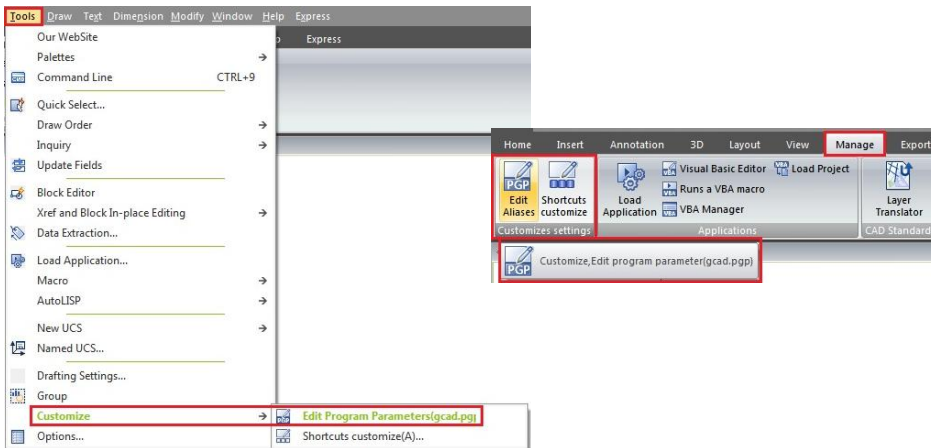 Tools Draw Text Dimension Modify Window Help Express
Express
Our WebSite
Palettes
Command Line CTRL+9
Quick Select...
Draw Order
Inquiry
Update Fields
Block Editor
Xref and Block In-place Editing
Data Extraction...
Load Application...
Macro
AutoLISP
New UCS
Named UCS...
Drafting Settings...
Group
Customize
Edit Program Parameters(gcad.pgp
Options...
Shortcuts customize(A)...
Home Insert Annotation 3D Layout View Manage Export
PGP
Edit Aliases
Shortcuts customize
Customizes settings
Load Application
Visual Basic Editor
Load Project
Runs a VBA macro
VBA Manager
Applications
Layer Translator
CAD Standard
PGP
Customize,Edit program parameter(gcad.pgp)